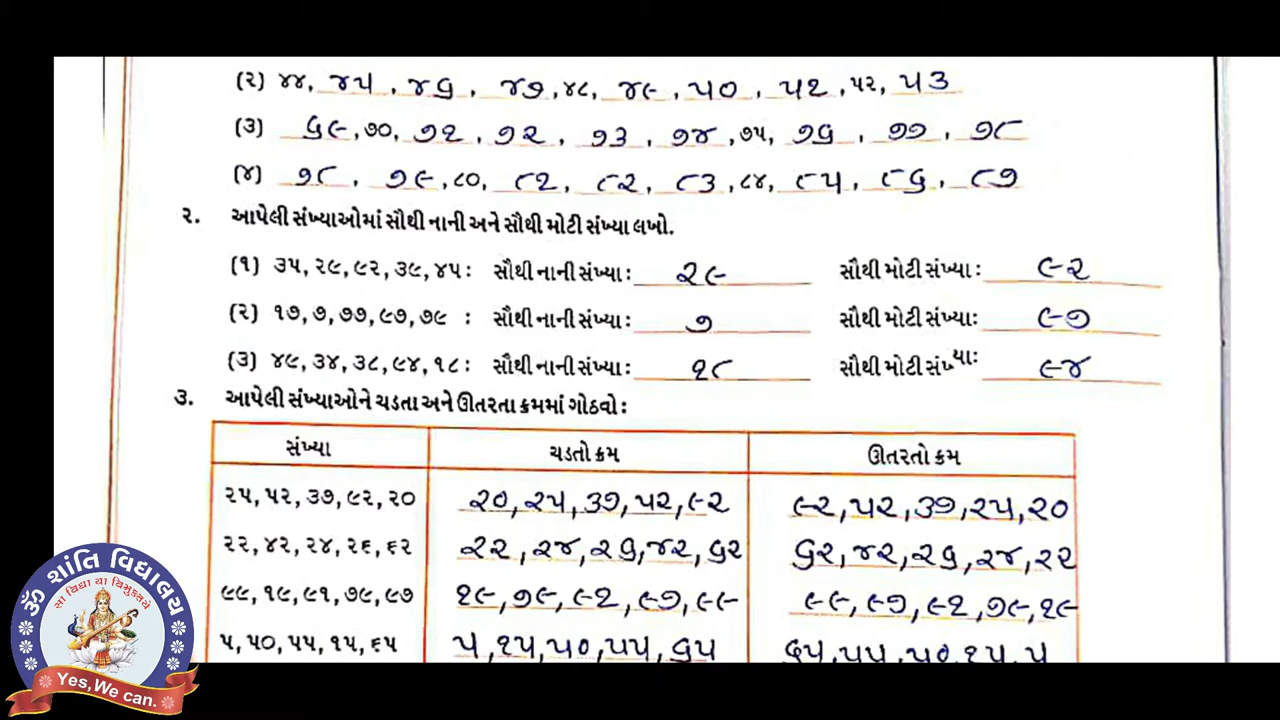 (૨) ૪૪, ૪૫, ૪૬, ૪૭, ૪૮, ૪૯, ૫૦, ૫૧, ૫૨, ૫૩
(૩) ૬૯, ૭૦, ૭૧, ૭૨, ૭૩, ૭૪, ૭૫, ૭૬, ૭૭, ૭૮
(૪) ૭૮, ૭૯, ૮૦, ૮૧, ૮૨, ૮૩, ૮૪, ૮૫, ૮૬, ૮૭
૨. આપેલી સંખ્યાઓમાં સૌથી નાની અને સૌથી મોટી સંખ્યા લખો.
(૧) ૩૫, ૨૯, ૯૨, ૩૯, ૪૫ : સૌથી નાની સંખ્યા : ૨૯ સૌથી મોટી સંખ્યા : ૯૨
(૨) ૧૭, ૭, ૭૭, ૯૭, ૭૯ : સૌથી નાની સંખ્યા : ૭ સૌથી મોટી સંખ્યા : ૯૭
(૩) ૪૯, ૩૪, ૩૮, ૯૪, ૧૮ : સૌથી નાની સંખ્યા : ૧૮ સૌથી મોટી સંખ્યા : ૯૪
૩. આપેલી સંખ્યાઓને ચડતા અને ઊતરતા ક્રમમાં ગોઠવો :
સંખ્યા ચડતો ક્રમ ઊતરતો ક્રમ
૨૫, ૫૨, ૩૭, ૯૨, ૨૦ ૨૦, ૨૫, ૩૭, ૫૨, ૯૨ ૯૨, ૫૨, ૩૭, ૨૫, ૨૦
૨૨, ૪૨, ૨૪, ૨૬, ૬૨ ૨૨, ૨૪, ૨૬, ૪૨, ૬૨ ૬૨, ૪૨, ૨૬, ૨૪, ૨૨
૯૯, ૧૯, ૯૧, ૭૯, ૯૭ ૧૯, ૭૯, ૯૧, ૯૭, ૯૯ ૯૯, ૯૭, ૯૧, ૭૯, ૧૯
૫, ૫૦, ૫૫, ૧૫, ૬૫ ૫, ૧૫, ૫૦, ૫૫, ૬૫ ૬૫, ૫૫, ૫૦, ૧૫, ૫
ૐ શાંતિ વિદ્યાલય
સા વિદ્યા યા વિમુક્તયે
Yes, We can.